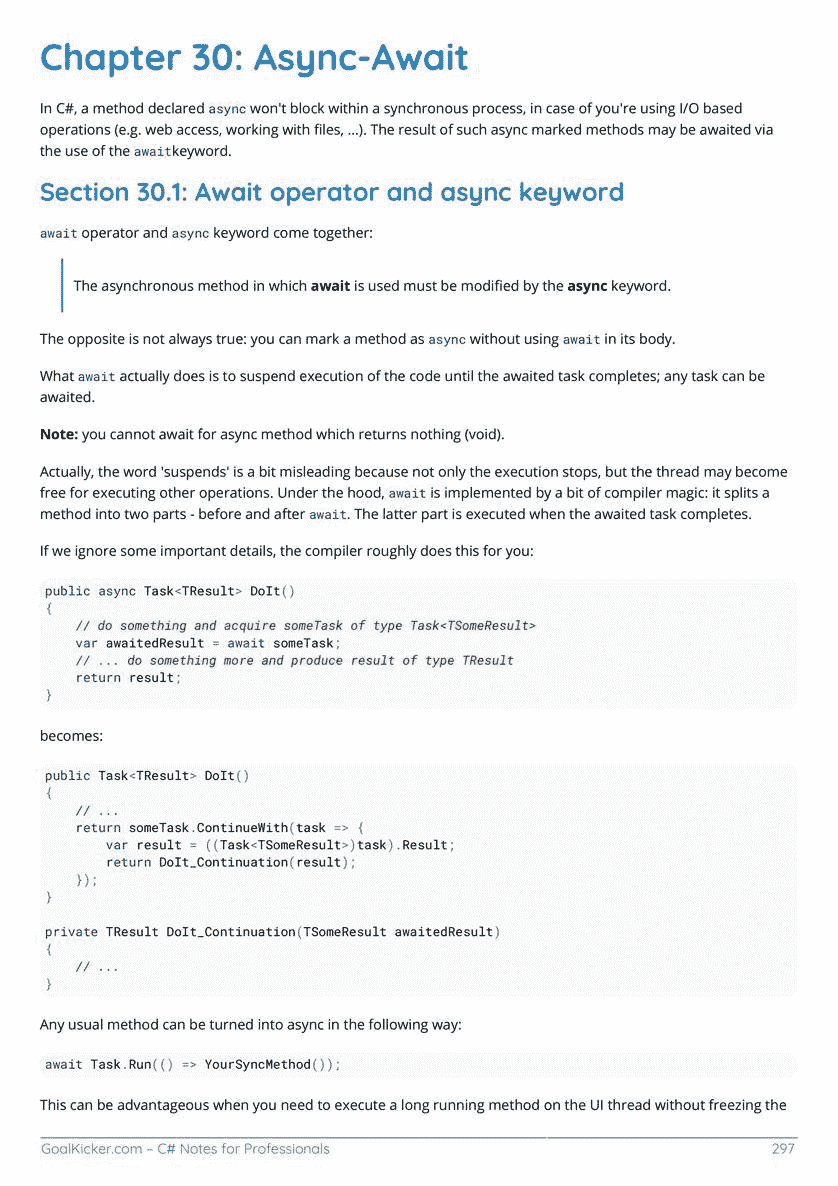 Chapter 30: Async-Await
In C#, a method declared async won't block within a synchronous process, in case of you're using I/O based
operations (e.g. web access, working with files, ...). The result of such async marked methods may be awaited via
the use of the awaitkeyword.
Section 30.1: Await operator and async keyword
await operator and async keyword come together:
The asynchronous method in which await is used must be modified by the async keyword.
The opposite is not always true: you can mark a method as async without using await in its body.
What await actually does is to suspend execution of the code until the awaited task completes; any task can be
awaited.
Note: you cannot await for async method which returns nothing (void).
Actually, the word 'suspends' is a bit misleading because not only the execution stops, but the thread may become
free for executing other operations. Under the hood, await is implemented by a bit of compiler magic: it splits a
method into two parts - before and after await. The latter part is executed when the awaited task completes.
If we ignore some important details, the compiler roughly does this for you:
public async Task<TResult> DoIt()
{
    // do something and acquire someTask of type Task<TSomeResult>
    var awaitedResult = await someTask;
    // ... do something more and produce result of type TResult
    return result;
}
becomes:
public Task<TResult> DoIt()
{
    // ...
    return someTask.ContinueWith(task => {
        var result = ((Task<TSomeResult>)task).Result;
        return DoIt_Continuation(result);
    });
}
private TResult DoIt_Continuation(TSomeResult awaitedResult)
{
    // ...
}
Any usual method can be turned into async in the following way:
await Task.Run(() => YourSyncMethod());
This can be advantageous when you need to execute a long running method on the UI thread without freezing the
GoalKicker.com – C# Notes for Professionals 297